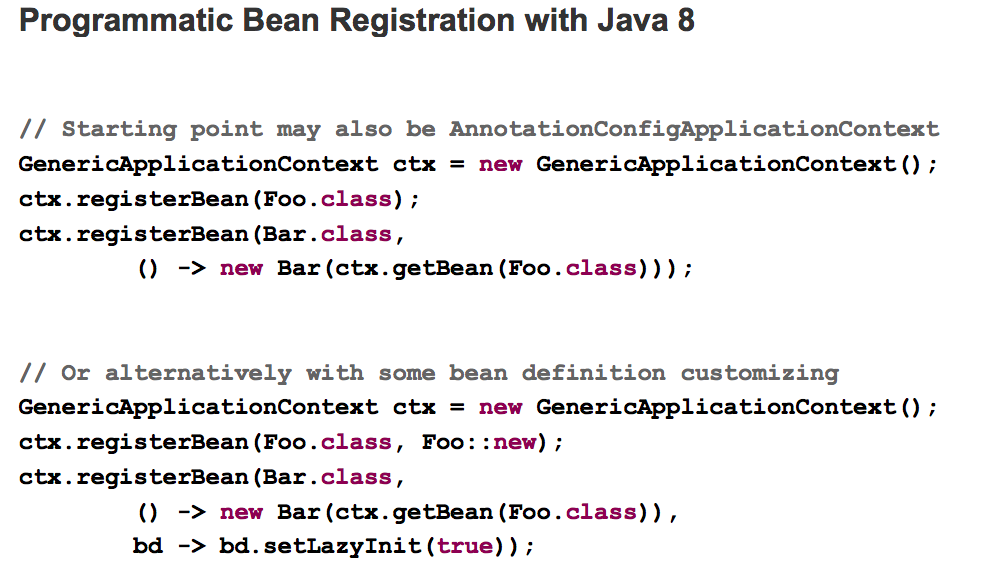 Programmatic Bean Registration with Java 8
// Starting point may also be AnnotationConfigApplicationContext
GenericApplicationContext ctx = new GenericApplicationContext();
ctx.registerBean(Foo.class);
ctx.registerBean(Bar.class,
() -> new Bar(ctx.getBean(Foo.class)));
// Or alternatively with some bean definition customizing
GenericApplicationContext ctx = new GenericApplicationContext();
ctx.registerBean(Foo.class, Foo::new);
ctx.registerBean(Bar.class,
() -> new Bar(ctx.getBean(Foo.class)),
bd -> bd.setLazyInit(true));